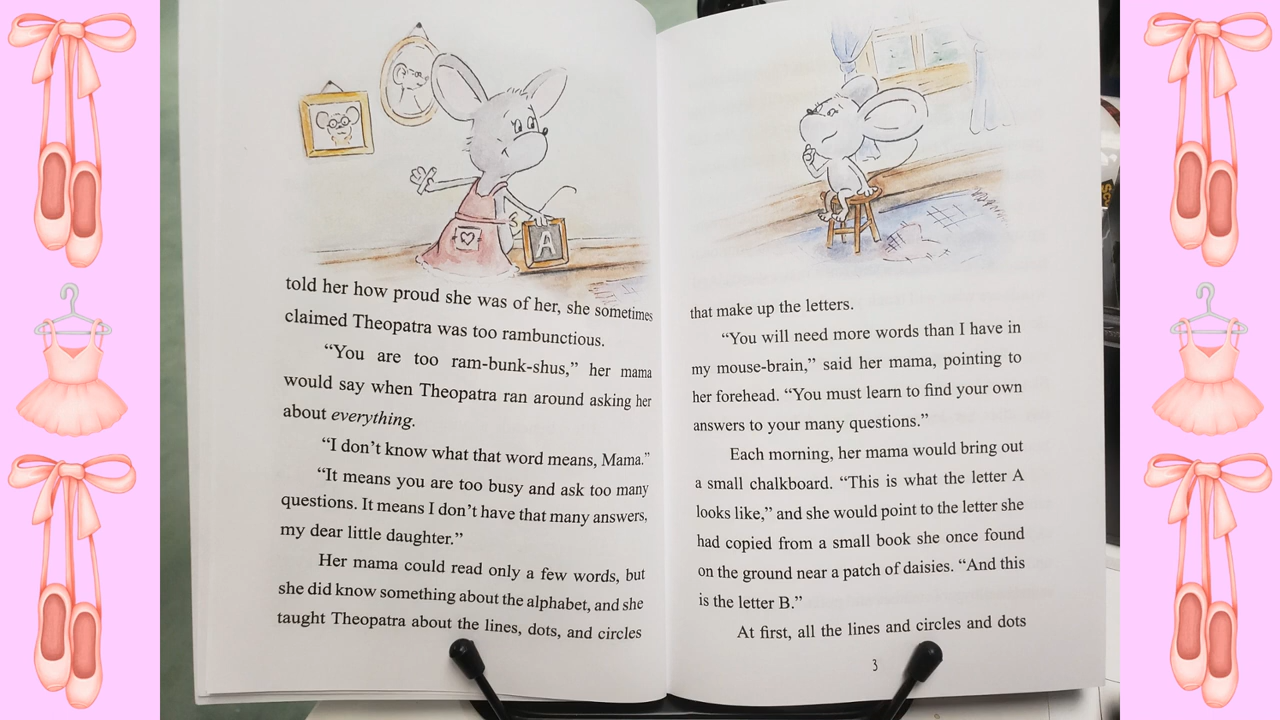 A
told her how proud she was of her, she sometimes
claimed Theopatra was too rambunctious.
“You are too ram-bunk-shus,” her mama
would say when Theopatra ran around asking her
about everything.
“I don’t know what that word means, Mama.”
“It means you are too busy and ask too many
questions. It means I don’t have that many answers,
my dear little daughter.”
Her mama could read only a few words, but
she did know something about the alphabet, and she
taught Theopatra about the lines, dots, and circles
that make up the letters.
“You will need more words than I have in
my mouse-brain,” said her mama, pointing to
her forehead. “You must learn to find your own
answers to your many questions.”
Each morning, her mama would bring out
a small chalkboard. “This is what the letter A
looks like,” and she would point to the letter she
had copied from a small book she once found
on the ground near a patch of daisies. “And this
is the letter B.”
At first, all the lines and circles and dots
3